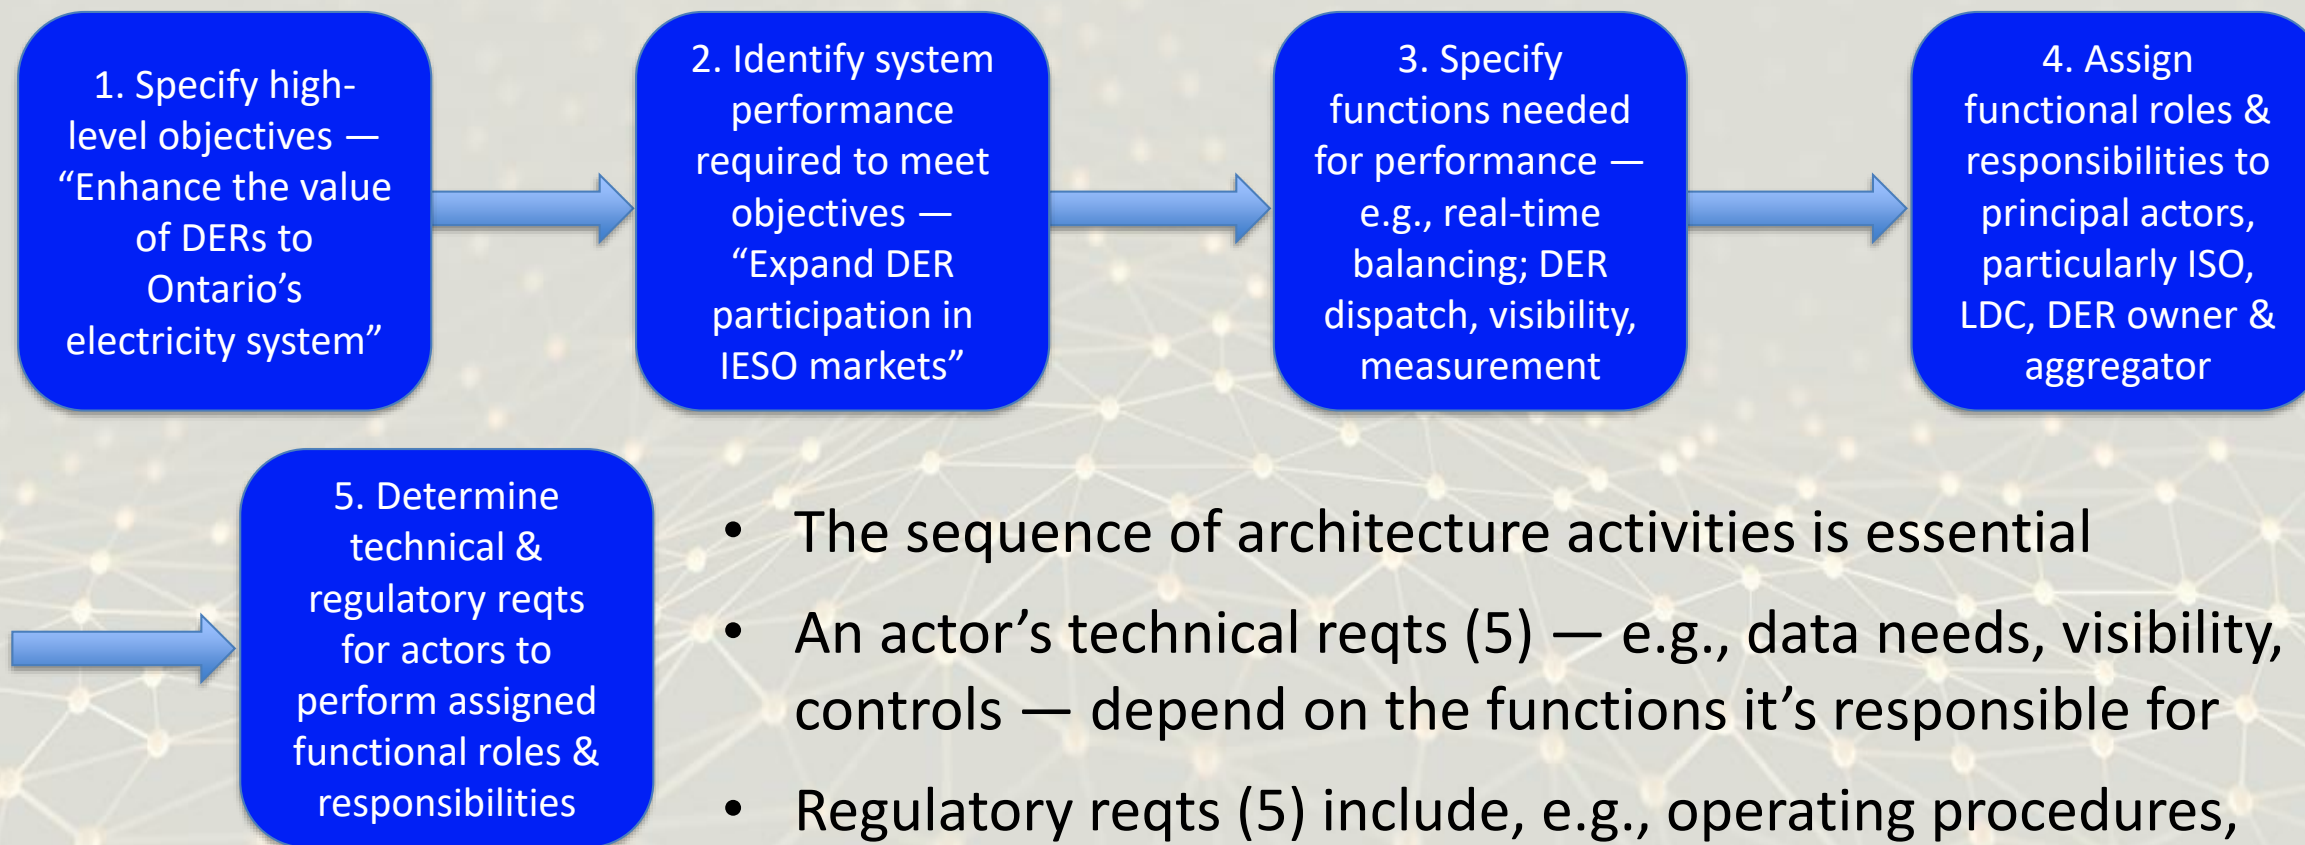 1. Specify high-
level objectives —
“Enhance the value
of DERs to
Ontario’s
electricity system”
2. Identify system
performance
required to meet
objectives —
“Expand DER
participation in
IESO markets”
3. Specify
functions needed
for performance —
e.g., real-time
balancing; DER
dispatch, visibility,
measurement
4. Assign
functional roles &
responsibilities to
principal actors,
particularly ISO,
LDC, DER owner &
aggregator
5. Determine
technical &
regulatory reqts
for actors to
perform assigned
functional roles &
responsibilities
• The sequence of architecture activities is essential
• An actor’s technical reqts (5) — e.g., data needs, visibility,
controls — depend on the functions it’s responsible for
• Regulatory reqts (5) include, e.g., operating procedures,